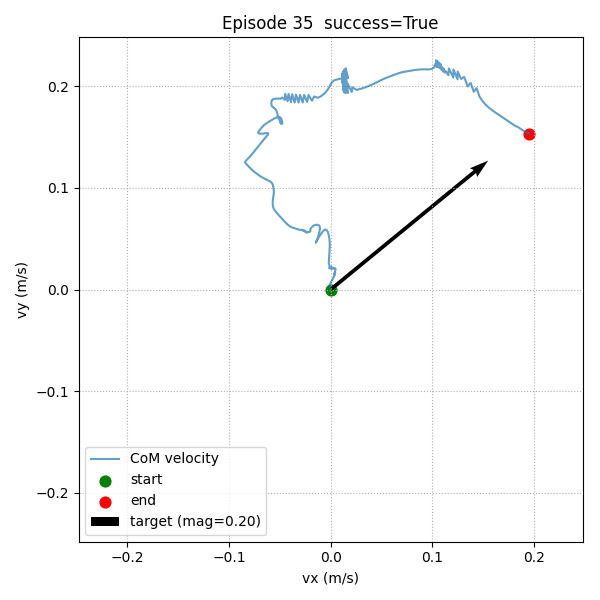 Episode 35  success=True
vy (m/s)
0.2
0.1
0.0
−0.1
−0.2
CoM velocity
start
end
target (mag=0.20)
−0.2
−0.1
0.0
0.1
0.2
vx (m/s)